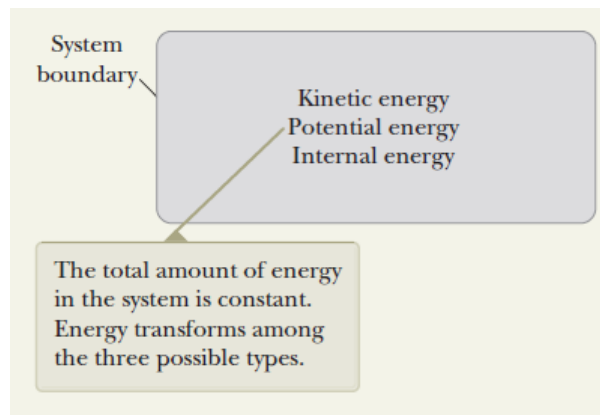 System
boundary
Kinetic energy
Potential energy
Internal energy
The total amount of energy
in the system is constant.
Energy transforms among
the three possible types.